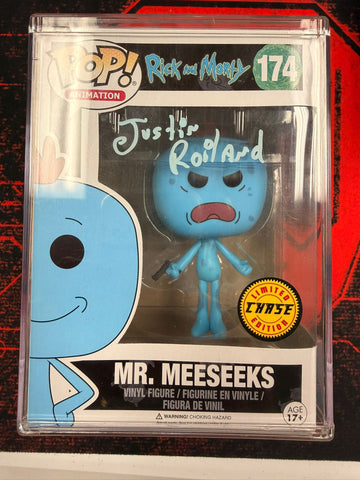 POP!
ANIMATION
Rick and Morty
174
Justin
Roiland
LIMITED
CHASE
EDITION
MR. MEESEEKS
VINYL FIGURE / FIGURINE EN VINYLE /
FIGURA DE VINIL
WARNING! CHOKING HAZARD
AGE
17+